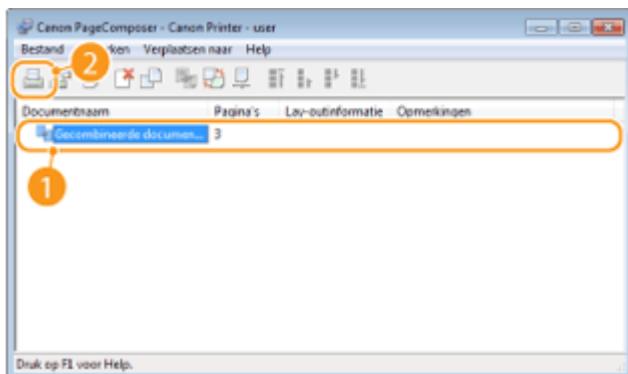 Canon PageComposer - Canon Printer - user
Bestand rken Verplaatsen naar Help
2
Documentnaam Pagina's Lay-outinformatie Opmerkingen
Gecombineerde documen... 3
1
Druk op F1 voor Help.